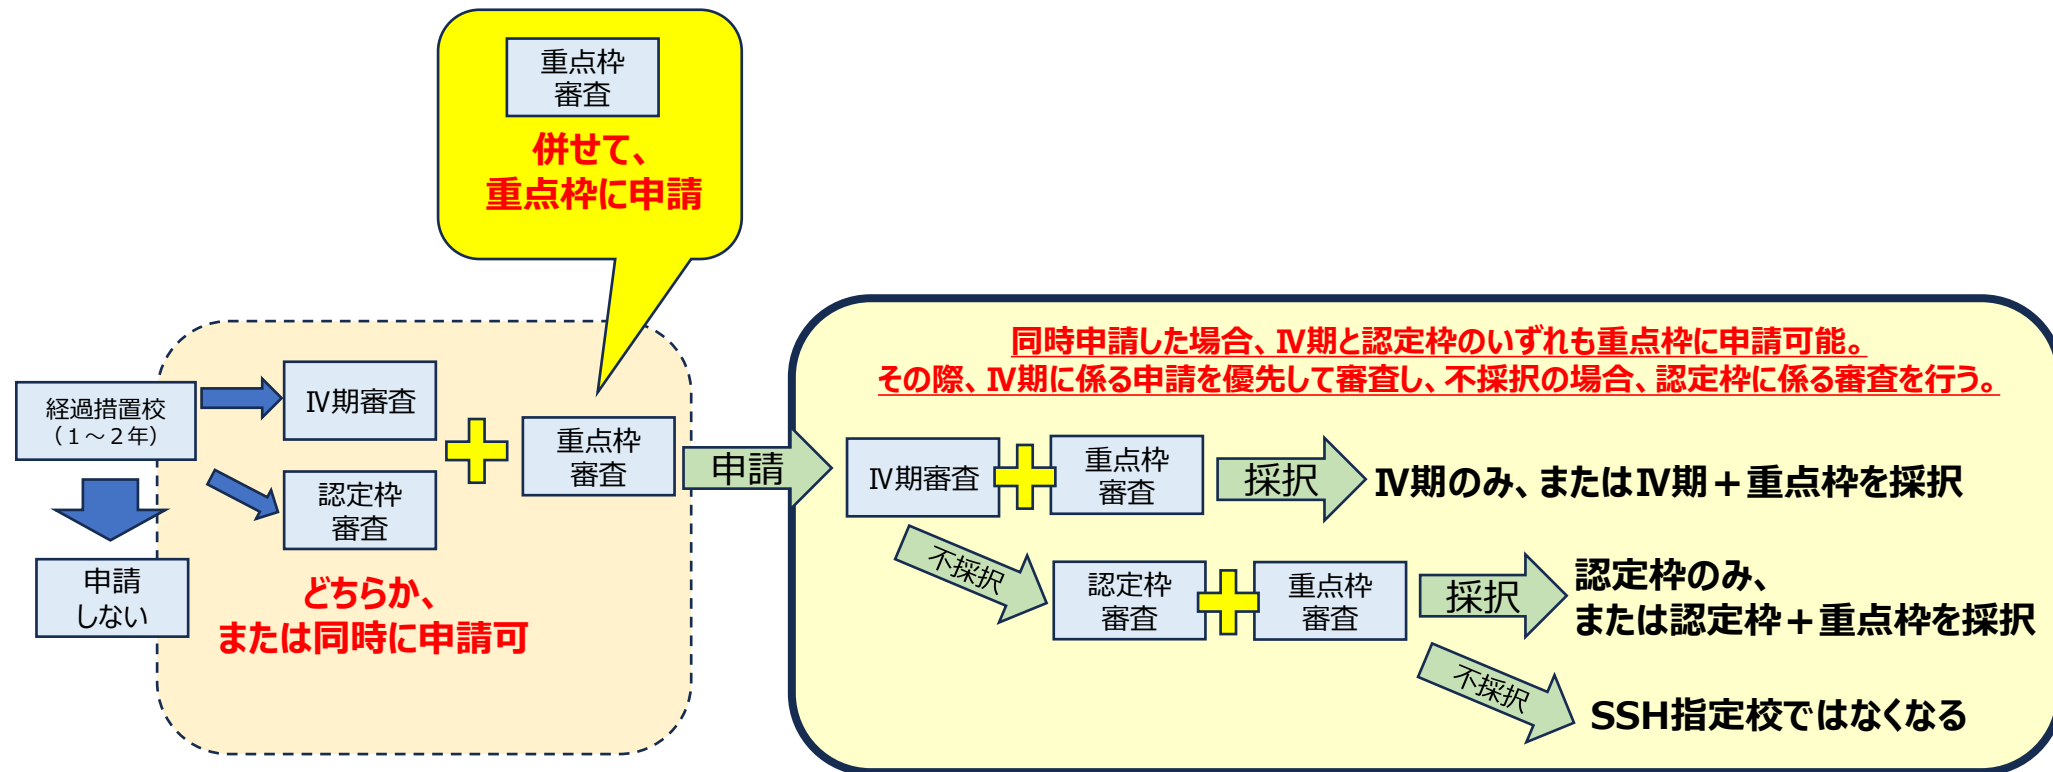 重点枠
審査
併せて、
重点枠に申請
経過措置校
（１～２年）
申請
しない
Ⅳ期審査
認定枠
審査
どちらか、
または同時に申請可
重点枠
審査
申請
同時申請した場合、Ⅳ期と認定枠のいずれも重点枠に申請可能。
その際、Ⅳ期に係る申請を優先して審査し、不採択の場合、認定枠に係る審査を行う。
Ⅳ期審査
重点枠
審査
採択
Ⅳ期のみ、またはⅣ期＋重点枠を採択
不採択
認定枠
審査
重点枠
審査
採択
認定枠のみ、
または認定枠＋重点枠を採択
不採択
SSH指定校ではなくなる